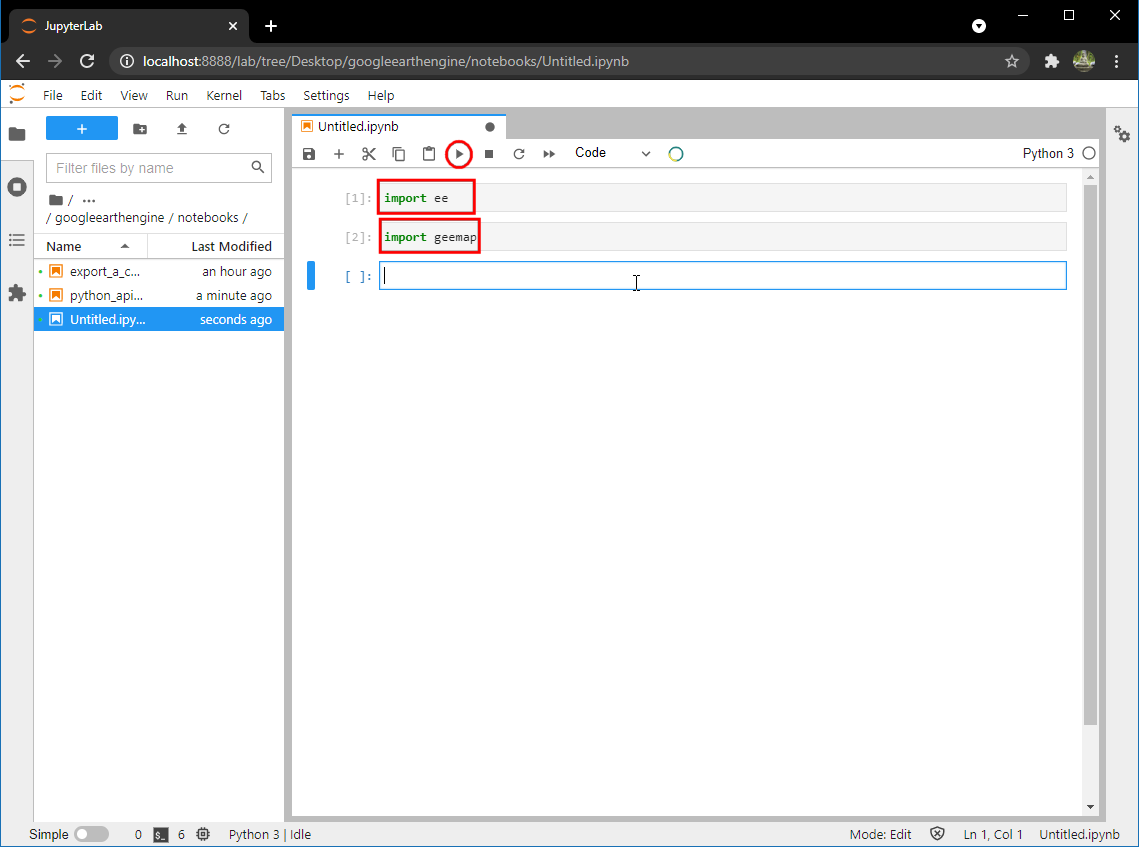 JupyterLab
localhost:8888/lab/tree/Desktop/googleearthengine/notebooks/Untitled.ipynb
File Edit View Run Kernel Tabs Settings Help
Untitled.ipynb
Code
Python 3
Filter files by name
/ ...
/ googleearthengine / notebooks /
Name Last Modified
export_a_c... an hour ago
python_api... a minute ago
Untitled.ipy... seconds ago
[1]: import ee
[2]: import geemap
[ ]:
Simple 0 $_ 6 Python 3 | Idle Mode: Edit Ln 1, Col 1 Untitled.ipynb